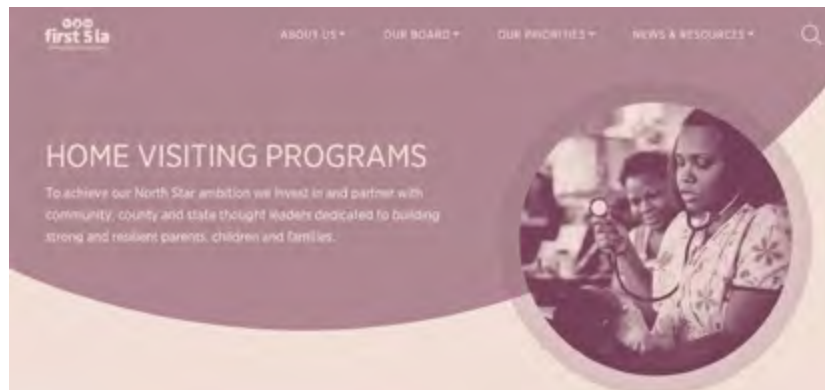 first 5 la
ABOUT US
OUR BOARD
OUR PRIORITIES
NEWS & RESOURCES
HOME VISITING PROGRAMS
To achieve our North Star ambition we invest in and partner with
community, county and state thought leaders dedicated to building
strong and resilient parents, children and families.